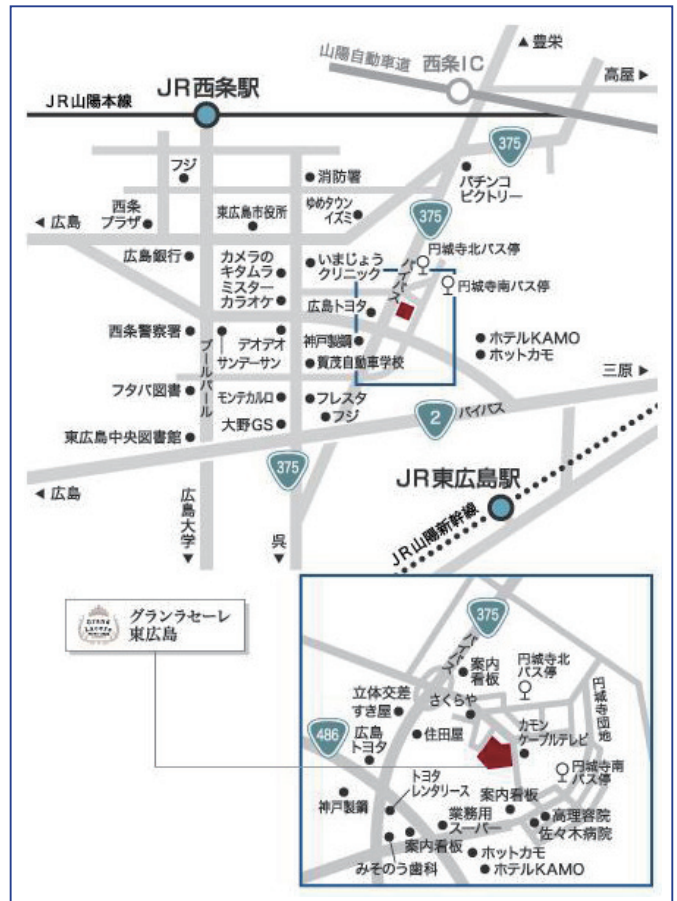 ▲豊栄
山陽自動車道
西条IC
高屋▶
JR西条駅
JR山陽本線
375
フジ
消防署
パチンコ
ビクトリー
西条
プラザ
東広島市役所
ゆめタウン
イズミ
375
◀広島
円城寺北バス停
広島銀行
カメラの
キタムラ
ミスター
カラオケ
いまじょう
クリニック
バイパス
円城寺南バス停
広島トヨタ
西条警察署
デオデオ
サンデーサン
神戸製鋼
ホテルKAMO
ホットカモ
賀茂自動車学校
ブールバール
三原▶
フタバ図書
モンテカルロ
フレスタ
フジ
2
バイパス
大野GS
東広島中央図書館
375
JR東広島駅
◀広島
広島大学▼
呉▼
JR山陽新幹線
グランラセーレ
東広島
375
バイパス
案内
看板
円城寺北
バス停
円城寺団地
立体交差
すき屋
さくらや
486
広島
トヨタ
住田屋
カモン
ケーブルテレビ
円城寺南
バス停
トヨタ
レンタリース
神戸製鋼
案内看板
業務用
スーパー
高理容院
佐々木病院
案内看板
ホットカモ
みそのう歯科
ホテルKAMO